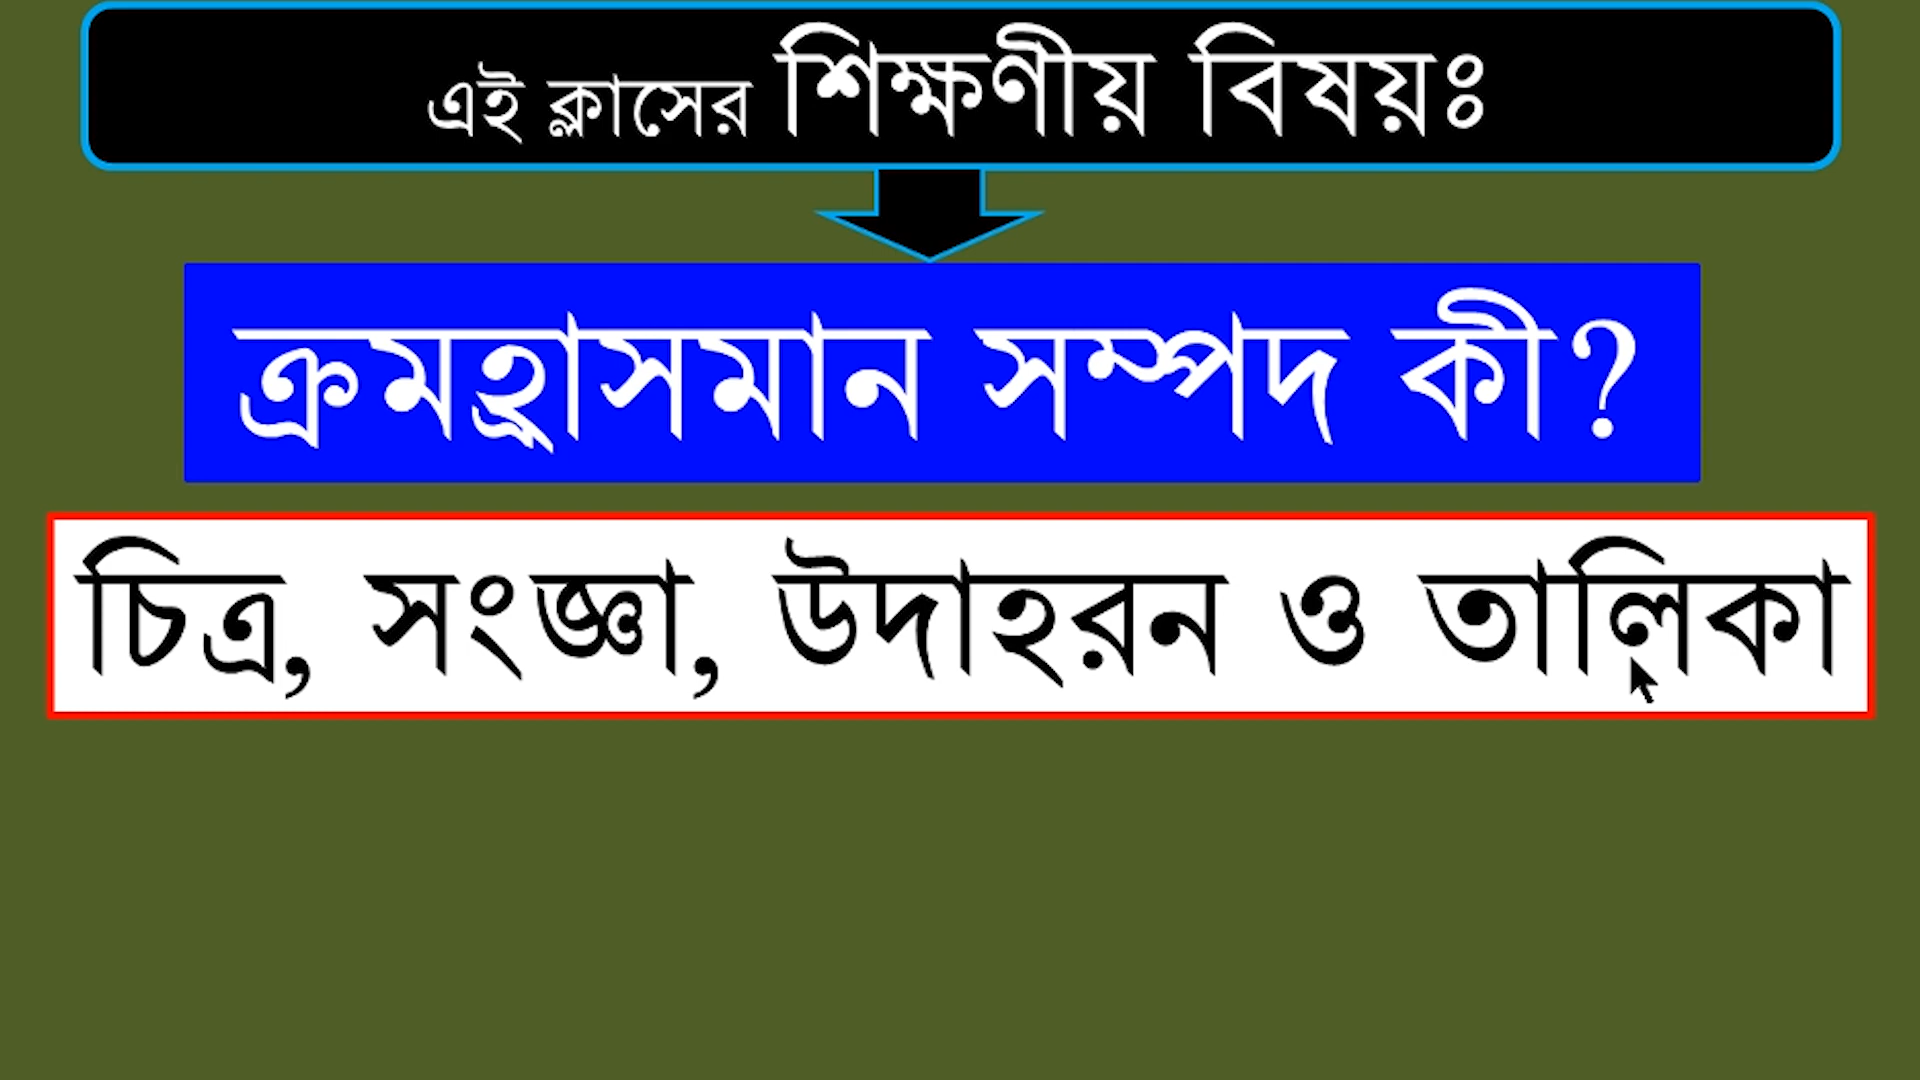 এই ক্লাসের শিক্ষণীয় বিষয়ঃ
ক্রমহ্রাসমান সম্পদ কী?
চিত্র, সংজ্ঞা, উদাহরন ও তালিকা